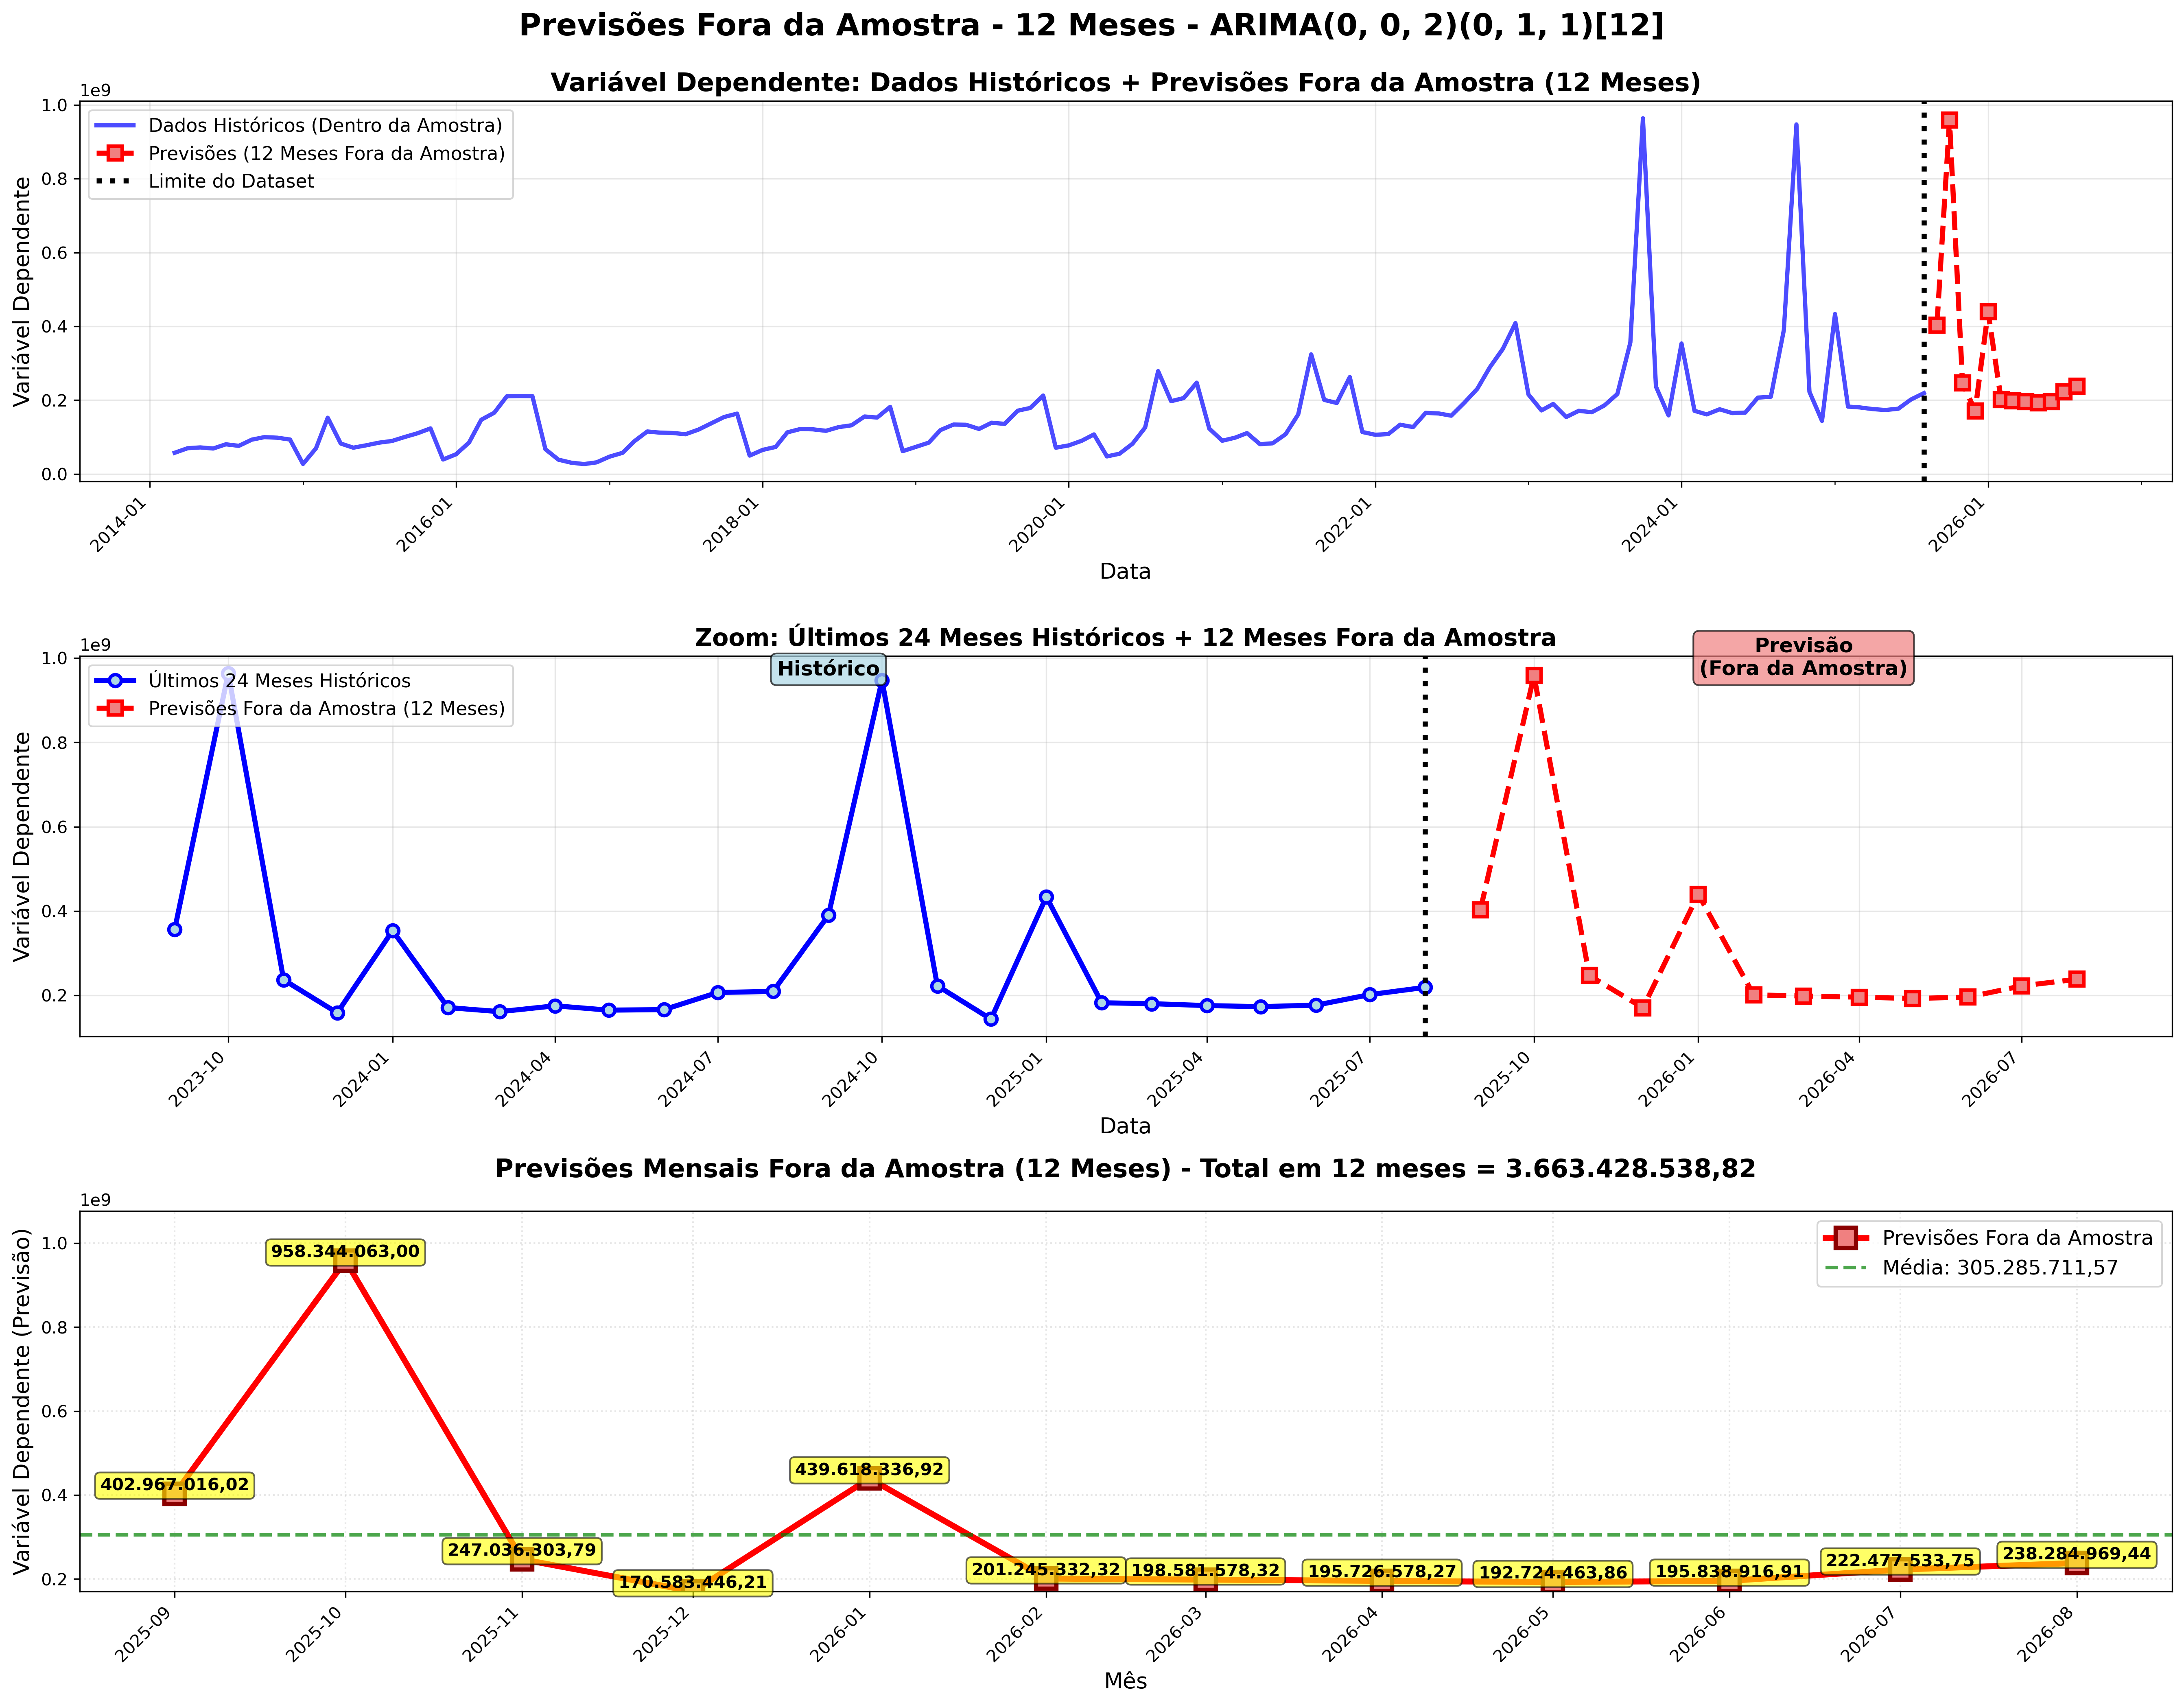 Previsões Fora da Amostra - 12 Meses - ARIMA(0, 0, 2)(0, 1, 1)[12]
Variável Dependente: Dados Históricos + Previsões Fora da Amostra (12 Meses)
1e9
Dados Históricos (Dentro da Amostra)
Previsões (12 Meses Fora da Amostra)
Limite do Dataset
Variável Dependente
1.0
0.8
0.6
0.4
0.2
0.0
2014-01
2016-01
2018-01
2020-01
2022-01
2024-01
2026-01
Data
Zoom: Últimos 24 Meses Históricos + 12 Meses Fora da Amostra
1e9
Últimos 24 Meses Históricos
Previsões Fora da Amostra (12 Meses)
Histórico
Previsão
(Fora da Amostra)
Variável Dependente
1.0
0.8
0.6
0.4
0.2
2023-10
2024-01
2024-04
2024-07
2024-10
2025-01
2025-04
2025-07
2025-10
2026-01
2026-04
2026-07
Data
Previsões Mensais Fora da Amostra (12 Meses) - Total em 12 meses = 3.663.428.538,82
1e9
Previsões Fora da Amostra
Média: 305.285.711,57
Variável Dependente (Previsão)
1.0
0.8
0.6
0.4
0.2
402.967.016,02
958.344.063,00
247.036.303,79
170.583.446,21
439.618.336,92
201.245.332,32
198.581.578,32
195.726.578,27
192.724.463,86
195.838.916,91
222.477.533,75
238.284.969,44
2025-09
2025-10
2025-11
2025-12
2026-01
2026-02
2026-03
2026-04
2026-05
2026-06
2026-07
2026-08
Mês